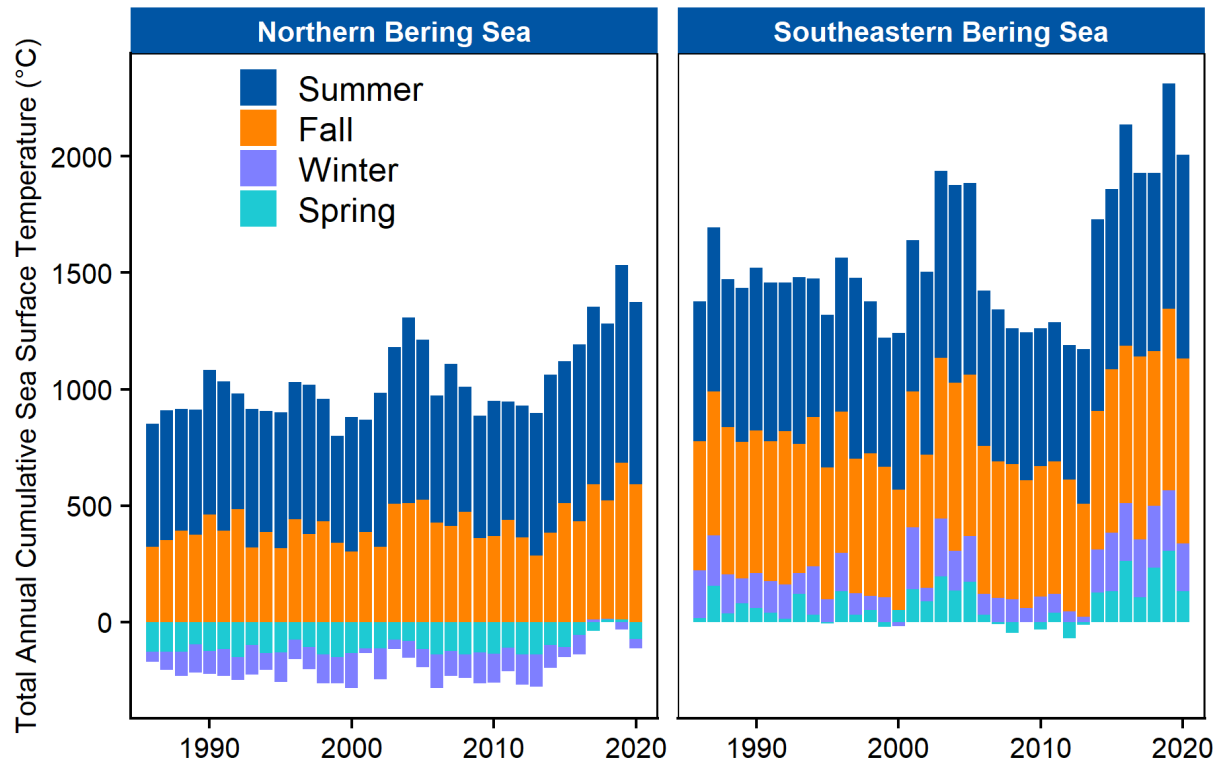 Northern Bering Sea
Southeastern Bering Sea
Total Annual Cumulative Sea Surface Temperature (°C)
Summer
Fall
Winter
Spring
2000
1500
1000
500
0
1990
2000
2010
2020
1990
2000
2010
2020